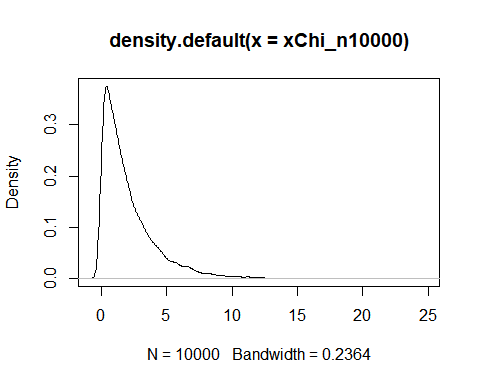 density.default(x = xChi_n10000)
Density
0.3
0.2
0.1
0.0
0 5 10 15 20 25
N = 10000 Bandwidth = 0.2364